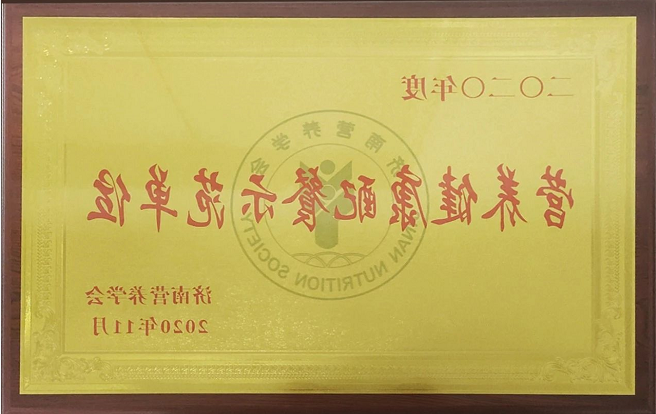 二〇二〇年度
营养健康配餐示范单位
济南营养学会
JINAN NUTRITION SOCIETY
济南营养学会
2020年11月